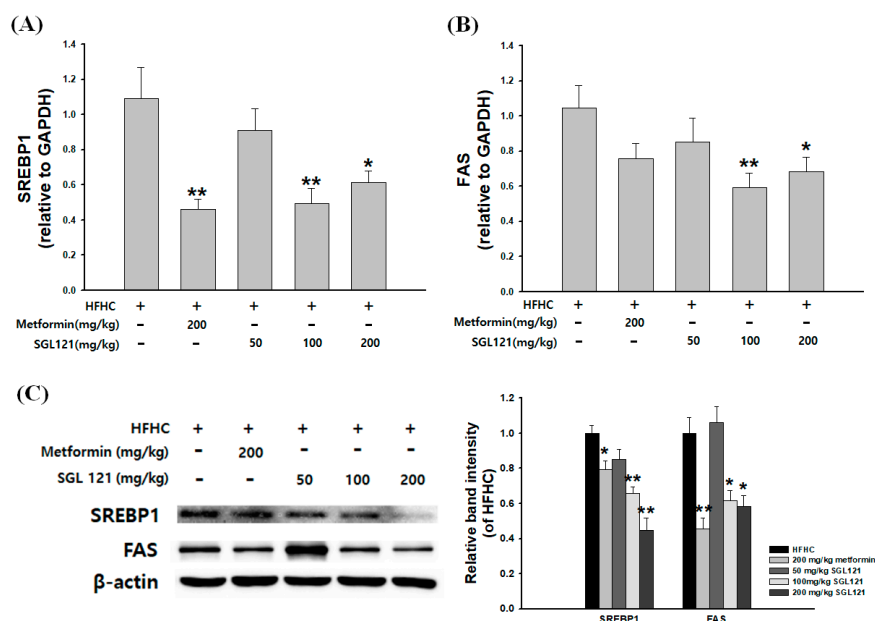 (A)
SREBP1
(relative to GAPDH)
1.4
1.2
1.0
0.8
0.6
0.4
0.2
0.0
**
**
*
HFHC + + + + +
Metformin(mg/kg) - 200 - - -
SGL121(mg/kg) - - 50 100 200
(B)
FAS
(relative to GAPDH)
1.4
1.2
1.0
0.8
0.6
0.4
0.2
0.0
**
*
HFHC + + + + +
Metformin(mg/kg) - 200 - - -
SGL121(mg/kg) - - 50 100 200
(C)
HFHC + + + + +
Metformin (mg/kg) - 200 - - -
SGL 121 (mg/kg) - - 50 100 200
SREBP1
FAS
β-actin
Relative band intensity
(of HFHC)
1.2
1.0
0.8
0.6
0.4
0.2
0.0
*
**
**
**
*
*
HFHC
200 mg/kg metformin
50 mg/kg SGL121
100mg/kg SGL121
200 mg/kg SGL121
SREBP1 FAS